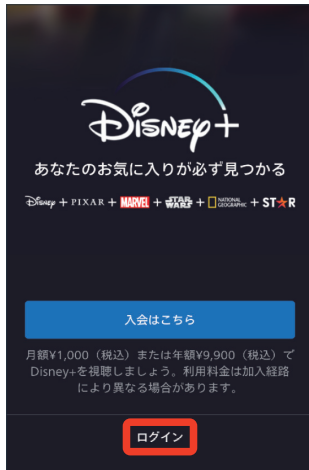 Disney+
あなたのお気に入りが必ず見つかる
Disney + PIXAR + MARVEL + STAR WARS + NATIONAL GEOGRAPHIC + STAR
入会はこちら
月額¥1,000（税込）または年額¥9,900（税込）で
Disney+を視聴しましょう。利用料金は加入経路
により異なる場合があります。
ログイン